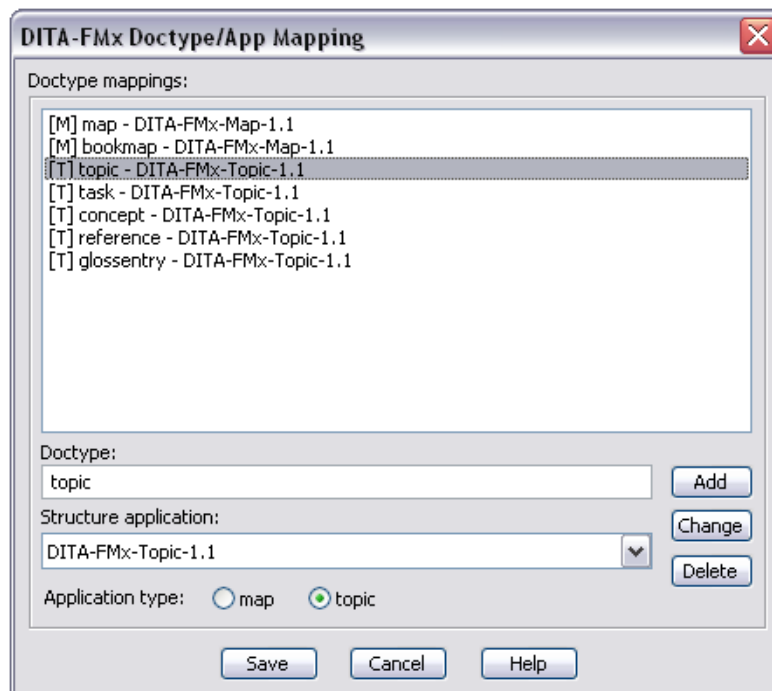 DITA-FMx Doctype/App Mapping
Doctype mappings:
[M] map - DITA-FMx-Map-1.1
[M] bookmap - DITA-FMx-Map-1.1
[T] topic - DITA-FMx-Topic-1.1
[T] task - DITA-FMx-Topic-1.1
[T] concept - DITA-FMx-Topic-1.1
[T] reference - DITA-FMx-Topic-1.1
[T] glossentry - DITA-FMx-Topic-1.1
Doctype:
topic
Add
Structure application:
Change
DITA-FMx-Topic-1.1
Delete
Application type: map topic
Save Cancel Help